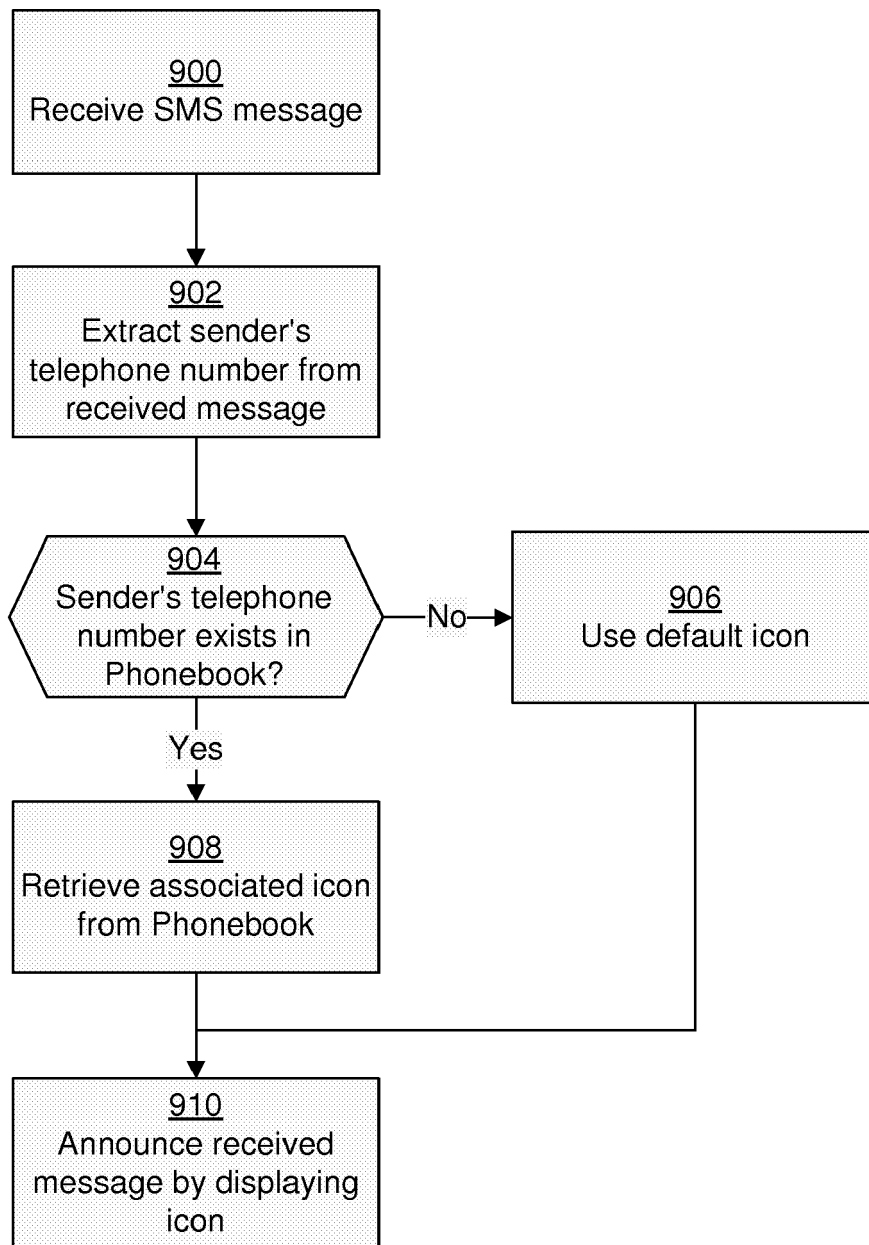 900
Receive SMS message
902
Extract sender's
telephone number from
received message
904
Sender's telephone
number exists in
Phonebook?
No
906
Use default icon
Yes
908
Retrieve associated icon
from Phonebook
910
Announce received
message by displaying
icon